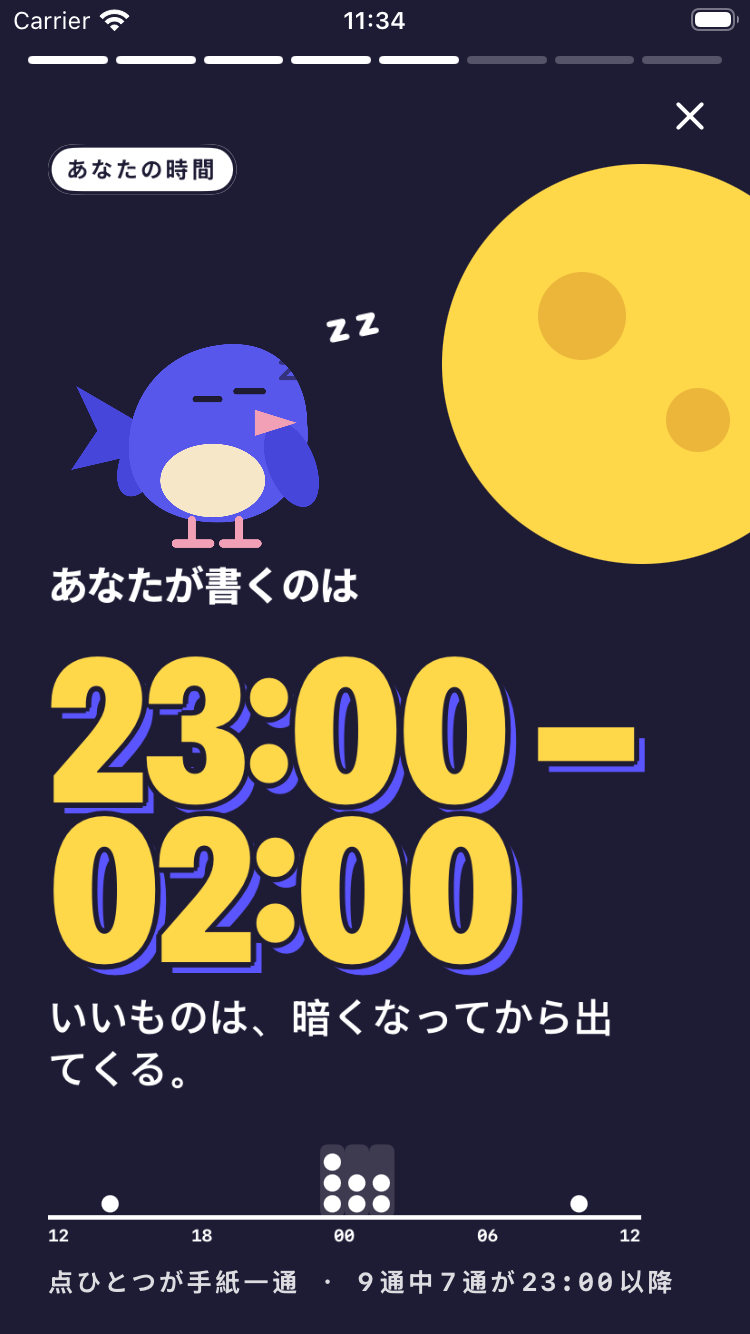 Carrier 11:34
あなたの時間
z z z
あなたが書くのは
23:00 –
02:00
いいものは、暗くなってから出
てくる。
12 18 00 06 12
点ひとつが手紙一通 · 9通中7通が23:00以降